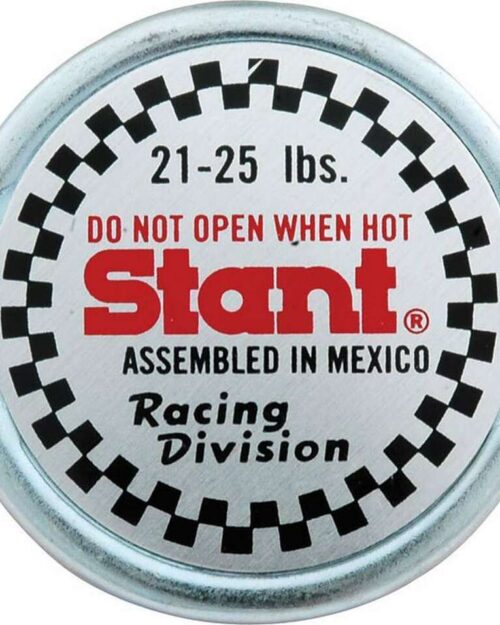 21-25 lbs.
DO NOT OPEN WHEN HOT
Stant®
ASSEMBLED IN MEXICO
Racing
Division